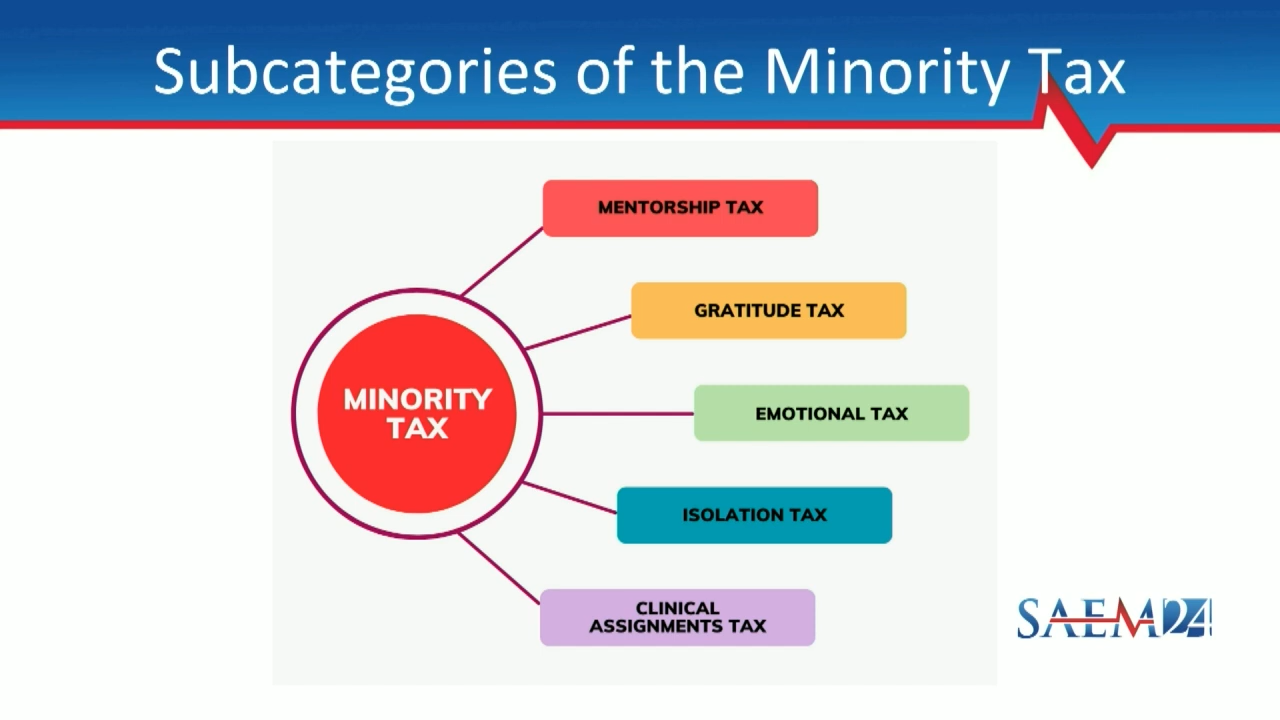 Subcategories of the Minority Tax
MENTORSHIP TAX
GRATITUDE TAX
MINORITY
TAX
EMOTIONAL TAX
ISOLATION TAX
CLINICAL
ASSIGNMENTS TAX
SAEM24